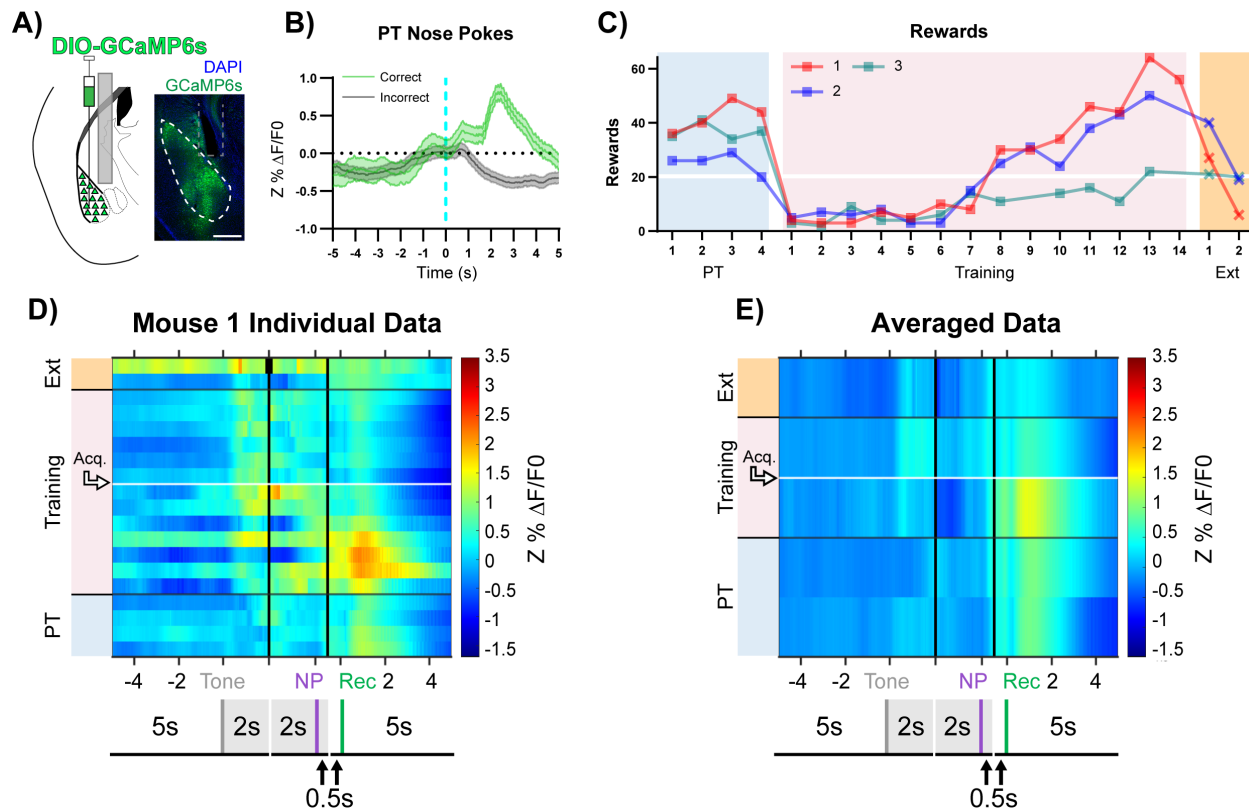 A)
DIO-GCaMP6s
DAPI
GCaMP6s
B)
PT Nose Pokes
Correct
Incorrect
Z % ΔF/F0
1.0
0.5
0.0
-0.5
-1.0
-5 -4 -3 -2 -1 0 1 2 3 4 5
Time (s)
C)
Rewards
1 3
2
Rewards
60
40
20
0
1 2 3 4 1 2 3 4 5 6 7 8 9 10 11 12 13 14 1 2
PT Training Ext
D)
Mouse 1 Individual Data
Ext
Training
PT
Acq.
3.5
3
2.5
2
1.5
1
0.5
0
-0.5
-1
-1.5
Z % ΔF/F0
-4 -2 Tone NP Rec 2 4
5s 2s 2s 5s
0.5s
E)
Averaged Data
Ext
Training
PT
Acq.
3.5
3
2.5
2
1.5
1
0.5
0
-0.5
-1
-1.5
Z % ΔF/F0
-4 -2 Tone NP Rec 2 4
5s 2s 2s 5s
0.5s